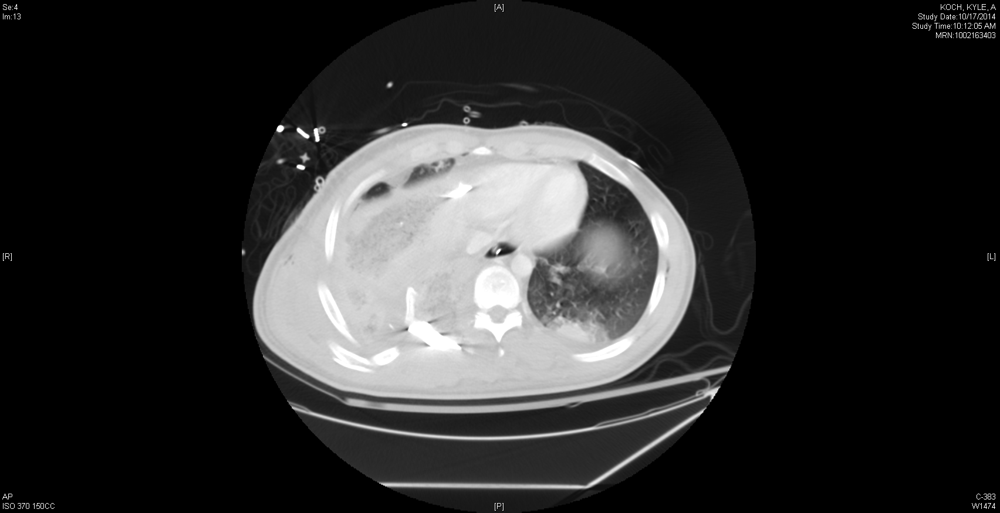 Se:4
Im:13
[A]
KOCH, KYLE, A
Study Date:10/17/2014
Study Time:10:12:05 AM
MRN:1002163403
[R]
[L]
AP
ISO 370 150CC
[P]
C-383
W1474